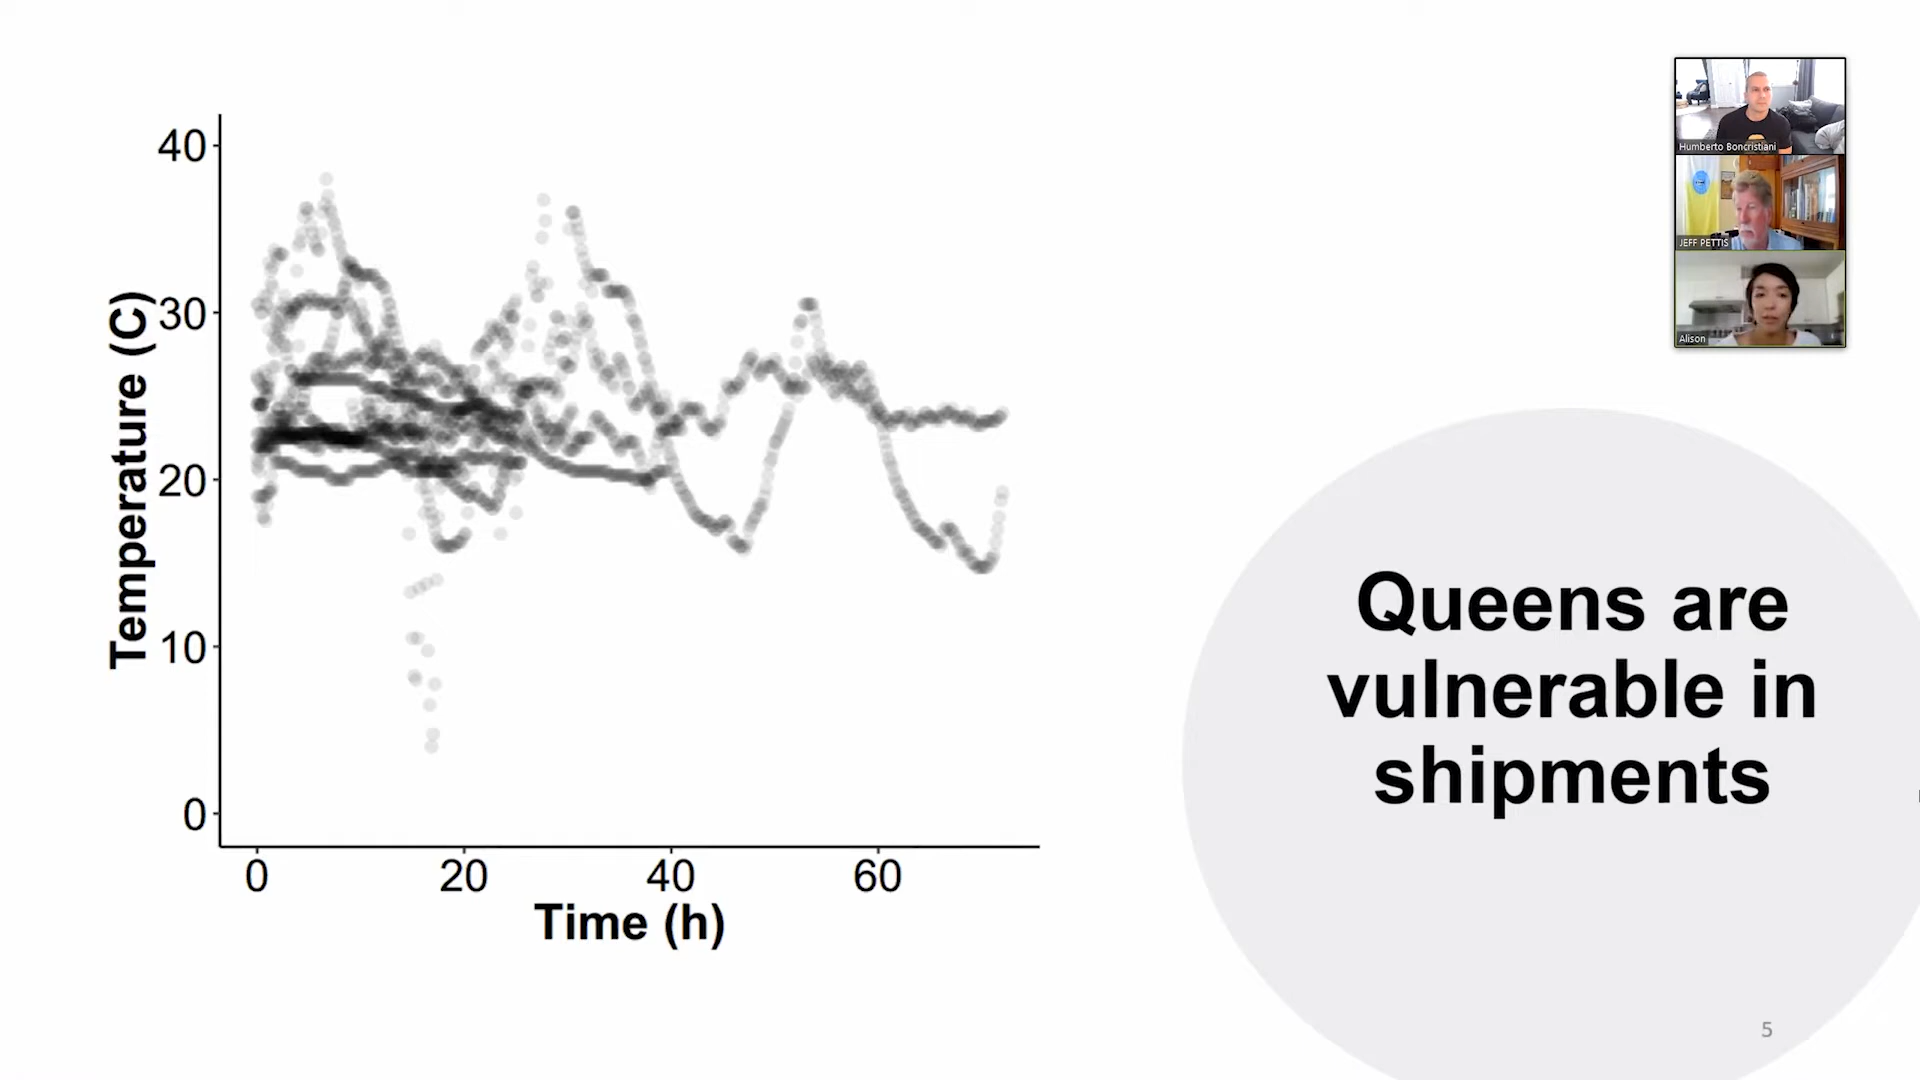 Temperature (C)
40
30
20
10
0
0
20
40
60
Time (h)
Humberto Boncristiani
JEFF PETTIS
Alison
Queens are
vulnerable in
shipments
5